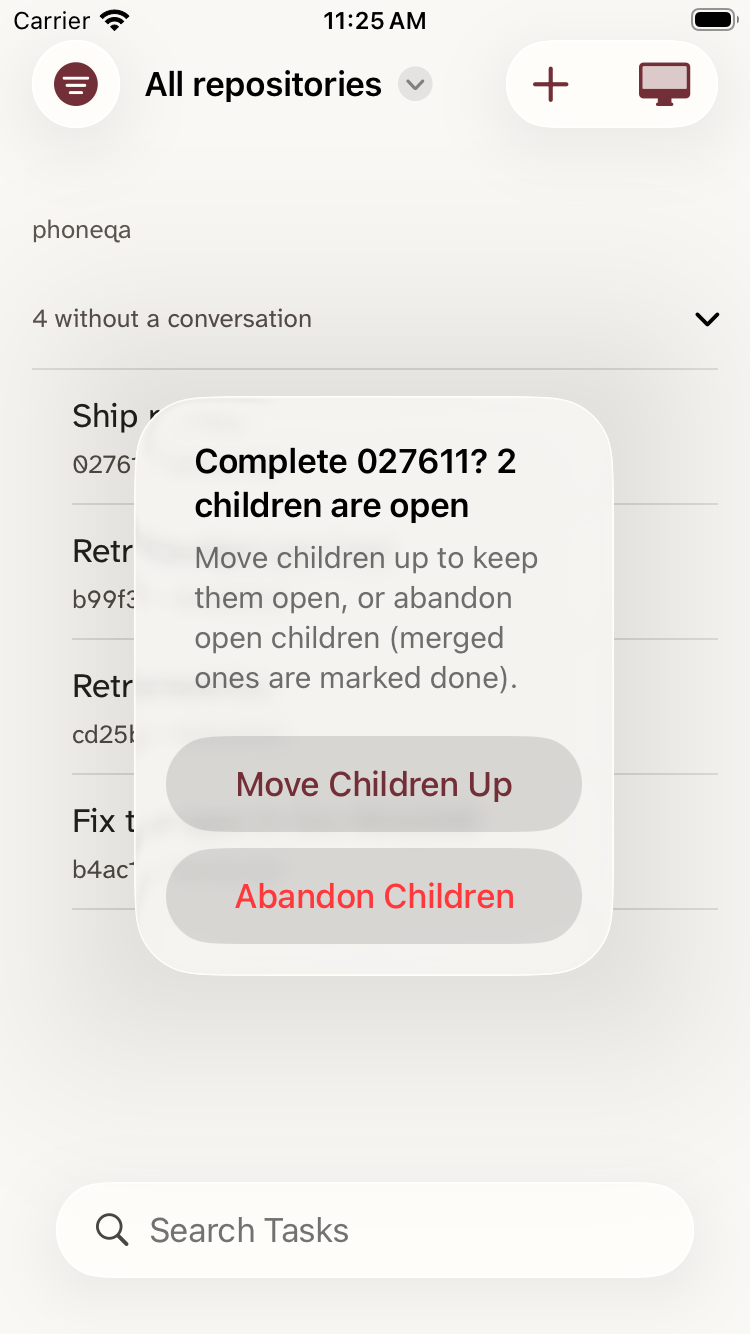 Carrier
11:25 AM
All repositories
phoneqa
4 without a conversation
Ship
Complete 027611? 2
children are open
Move children up to keep
them open, or abandon
open children (merged
ones are marked done).
Move Children Up
Abandon Children
Fix
Search Tasks